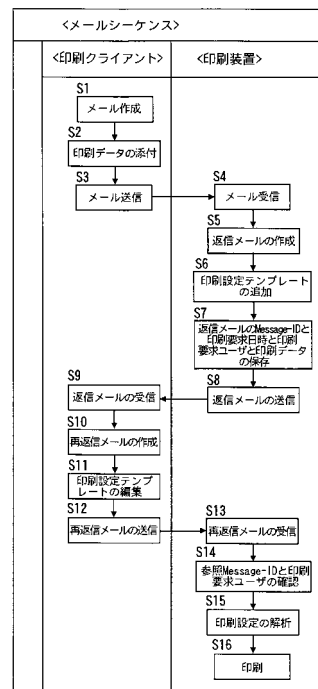 <メールシーケンス>
<印刷クライアント>
<印刷装置>
S1
メール作成
S2
印刷データの添付
S3
メール送信
S4
メール受信
S5
返信メールの作成
S6
印刷設定テンプレート
の追加
S7
返信メールのMessage-IDと
印刷要求日時と印刷
要求ユーザと印刷データ
の保存
S8
返信メールの送信
S9
返信メールの受信
S10
再返信メールの作成
S11
印刷設定テンプ
レートの編集
S12
再返信メールの送信
S13
再返信メールの受信
S14
参照Message-IDと印刷
要求ユーザの確認
S15
印刷設定の解析
S16
印刷